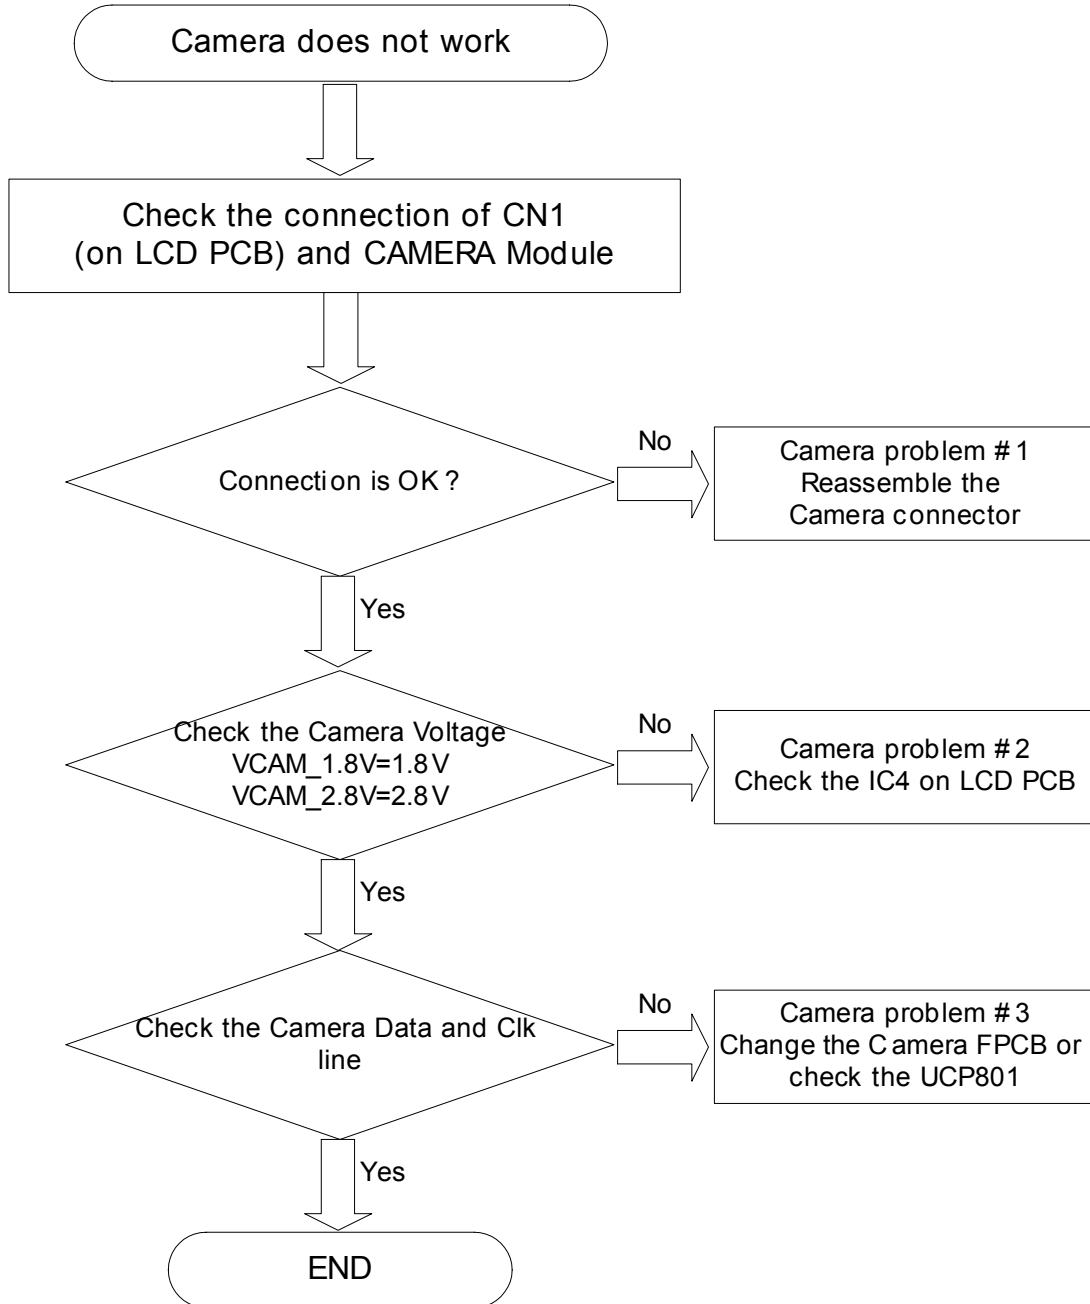 Camera does not work
Check the connection of CN1
(on LCD PCB) and CAMERA Module
Connection is OK ?
No
Camera problem #1
Reassemble the
Camera connector
Yes
Check the Camera Voltage
VCAM_1.8V=1.8V
VCAM_2.8V=2.8V
No
Camera problem #2
Check the IC4 on LCD PCB
Yes
Check the Camera Data and Clk
line
No
Camera problem #3
Change the Camera FPCB or
check the UCP801
Yes
END